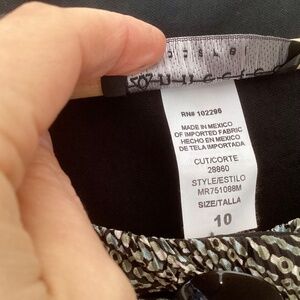 RN# 102296
MADE IN MEXICO
OF IMPORTED FABRIC
HECHO EN MEXICO
DE TELA IMPORTADA
CUT/CORTE
28860
STYLE/ESTILO
MR751088M
SIZE/TALLA
10